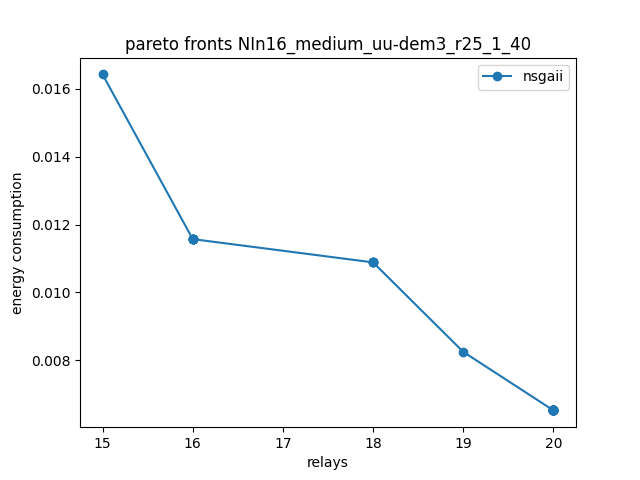 pareto fronts NIn16_medium_uu-dem3_r25_1_40
nsgaii
energy consumption
0.016
0.014
0.012
0.010
0.008
15 16 17 18 19 20
relays